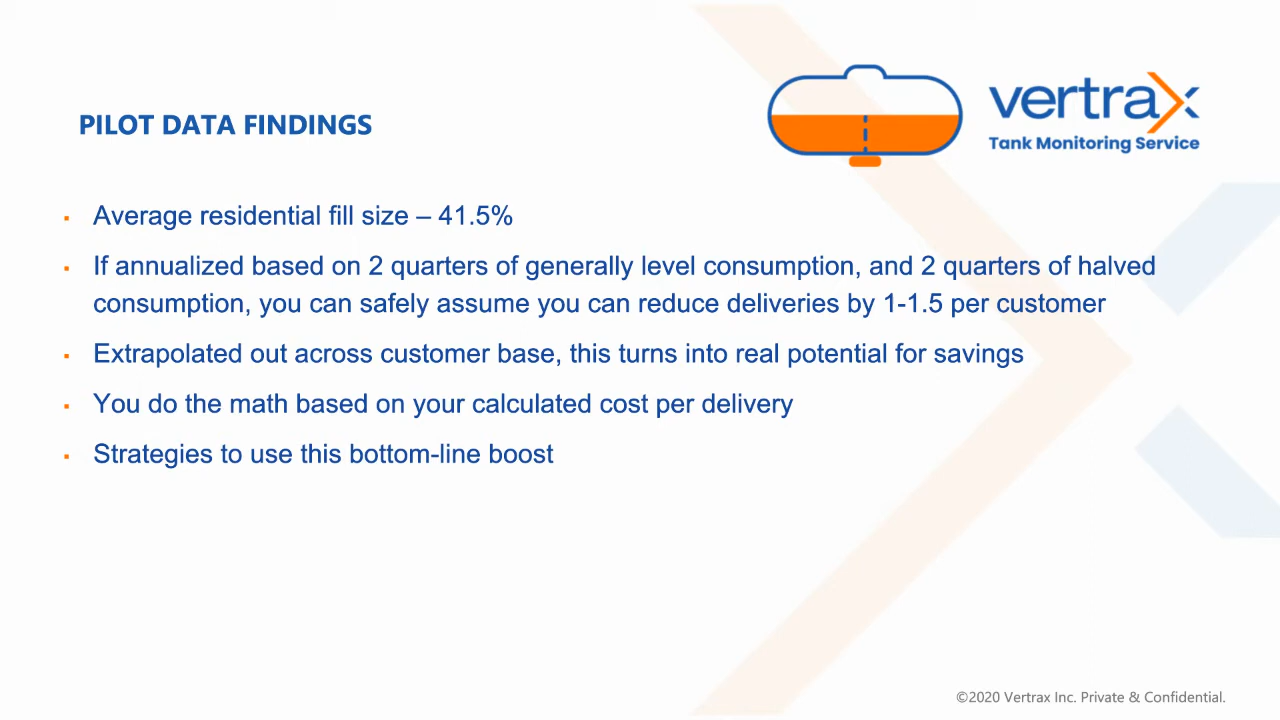 vertrax
Tank Monitoring Service
PILOT DATA FINDINGS
▪ Average residential fill size – 41.5%
▪ If annualized based on 2 quarters of generally level consumption, and 2 quarters of halved
consumption, you can safely assume you can reduce deliveries by 1-1.5 per customer
▪ Extrapolated out across customer base, this turns into real potential for savings
▪ You do the math based on your calculated cost per delivery
▪ Strategies to use this bottom-line boost
©2020 Vertrax Inc. Private & Confidential.